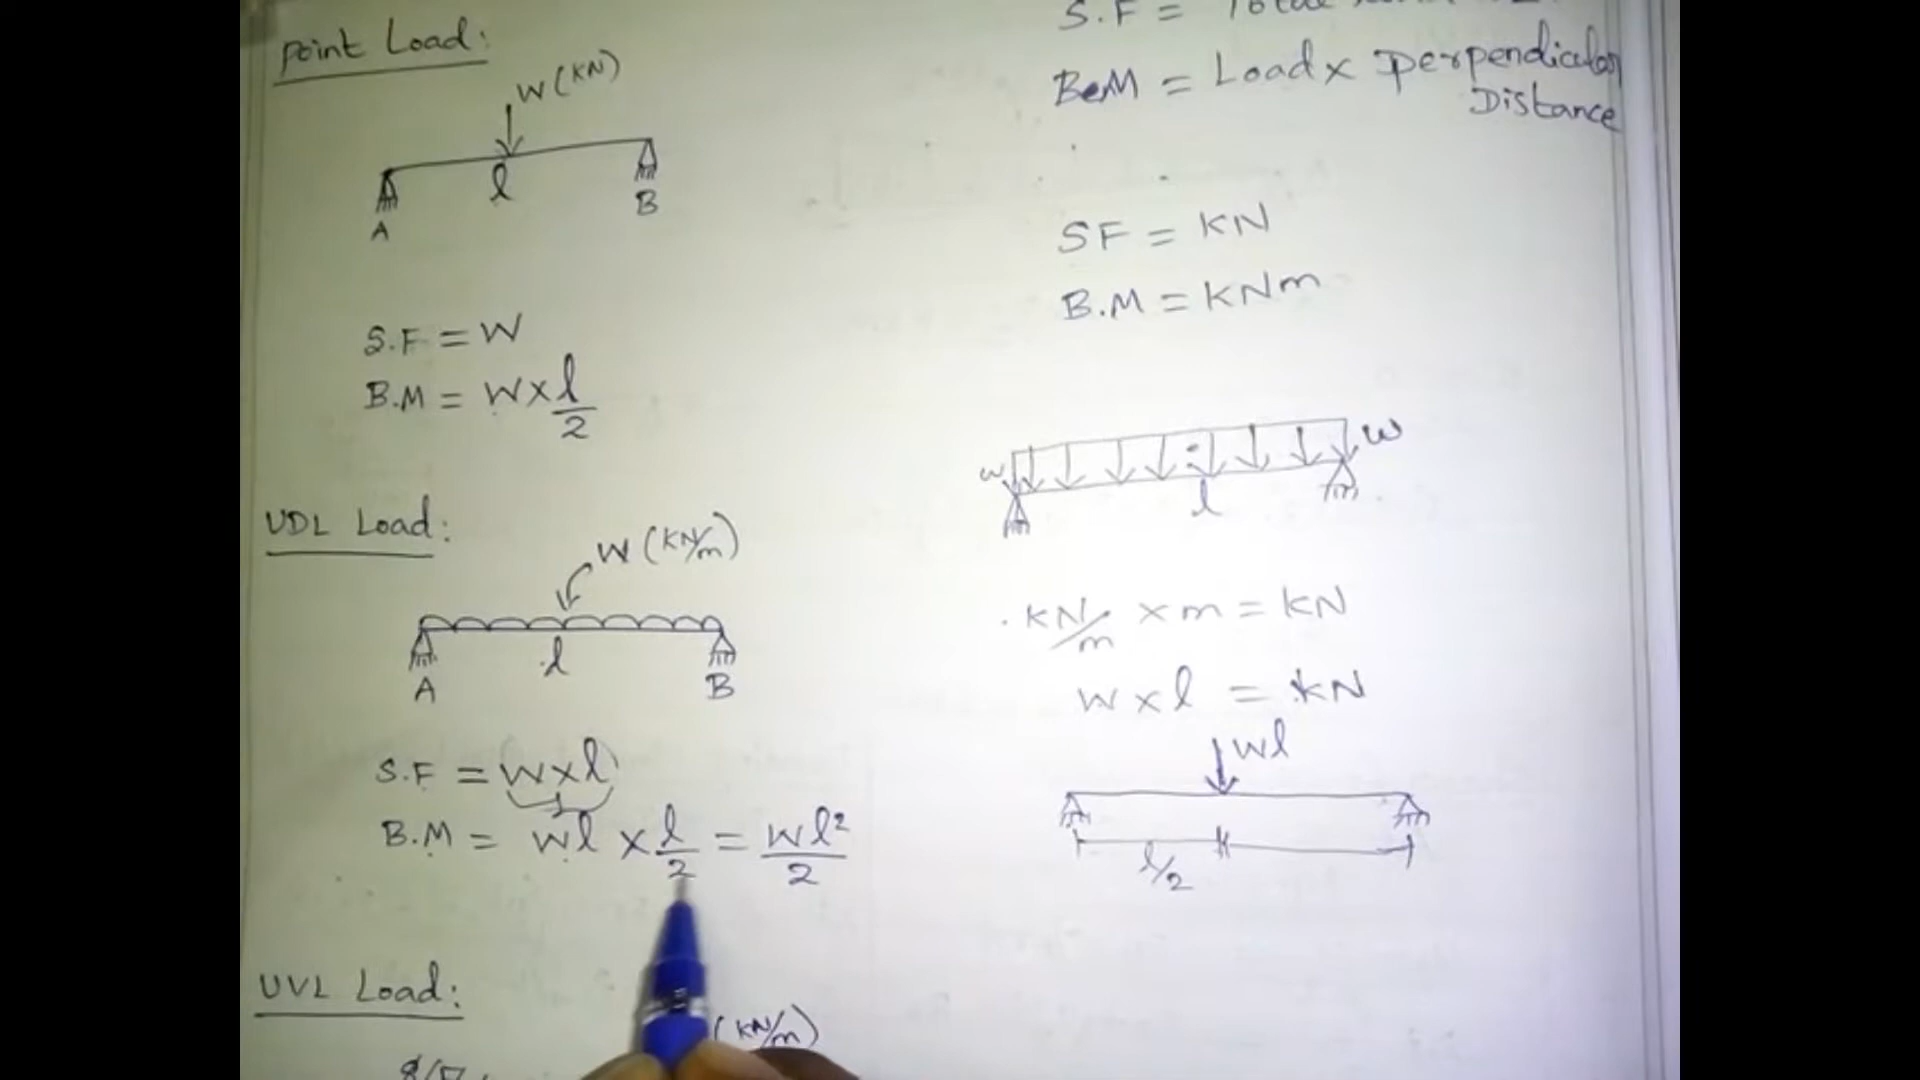 Point Load:
W (KN)
l
A
B
S.F = W
B.M = W x l/2
UDL Load:
W (KN/m)
l
A
B
S.F = W x l
B.M = Wl x l/2 = Wl²/2
UVL Load:
(KN/m)
S.F =
B.M = Load x perpendicular
Distance
SF = KN
B.M = KNm
w
w
l
KN/m x m = KN
W x l = KN
Wl
l/2